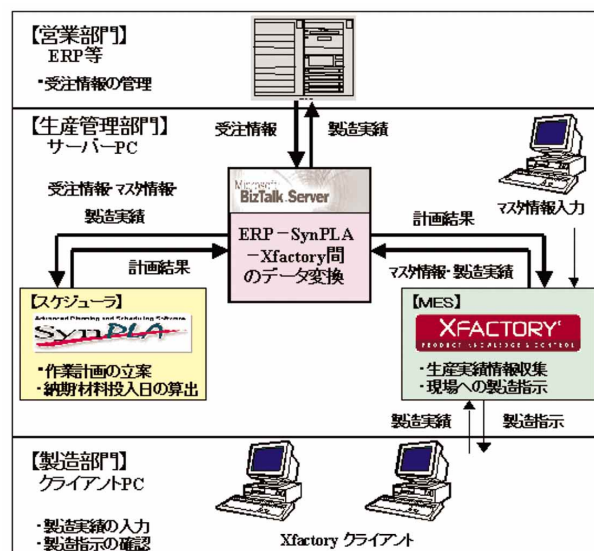 【営業部門】
ERP等
・受注情報の管理
受注情報
製造実績
【生産管理部門】
サーバーPC
受注情報・マスタ情報・
製造実績
計画結果
Microsoft
BizTalk Server
ERP－SynPLA
－Xfactory間
のデータ変換
マスタ情報入力
計画結果
マスタ情報・製造実績
【スケジューラ】
Advanced Planning and Scheduling Software
SynPLA
・作業計画の立案
・納期/材料投入日の算出
【MES】
XFACTORY
PRODUCTION KNOWLEDGE & CONTROL
・生産実績情報収集
・現場への製造指示
製造実績
製造指示
【製造部門】
クライアントPC
・製造実績の入力
・製造指示の確認
Xfactory クライアント